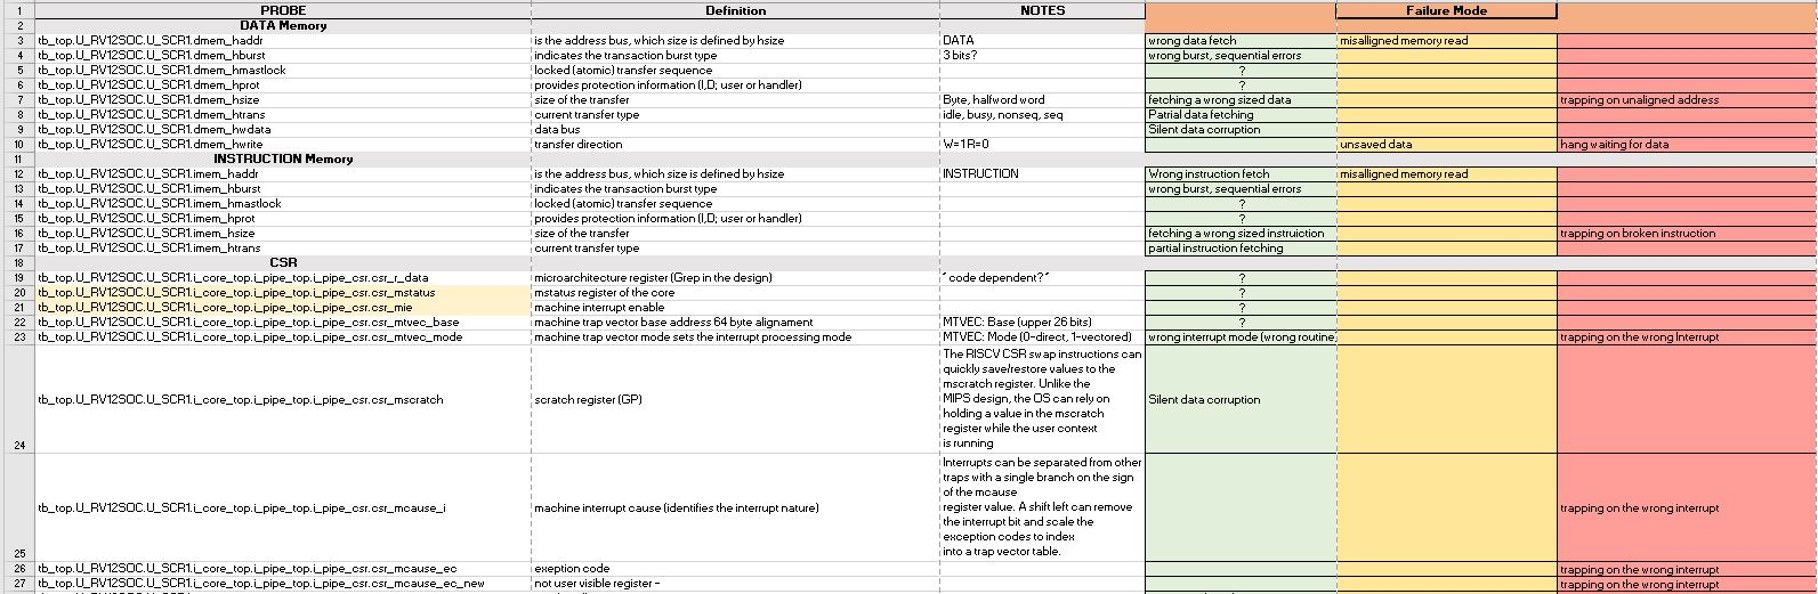 1 PROBE Definition NOTES Failure Mode
2 DATA Memory
3 tb_top.U_RV12SOC.U_SCR1.dmem_haddr is the address bus, which size is defined by hsize DATA wrong data fetch misaligned memory read
4 tb_top.U_RV12SOC.U_SCR1.dmem_hburst indicates the transaction burst type 3 bits? wrong burst, sequential errors
5 tb_top.U_RV12SOC.U_SCR1.dmem_hmastlock locked (atomic) transfer sequence ?
6 tb_top.U_RV12SOC.U_SCR1.dmem_hprot provides protection information (I,D; user or handler) ?
7 tb_top.U_RV12SOC.U_SCR1.dmem_hsize size of the transfer Byte, halfword word fetching a wrong sized data trapping on unaligned address
8 tb_top.U_RV12SOC.U_SCR1.dmem_htrans current transfer type idle, busy, nonseq, seq Patrial data fetching
9 tb_top.U_RV12SOC.U_SCR1.dmem_hwdata data bus Silent data corruption
10 tb_top.U_RV12SOC.U_SCR1.dmem_hwrite transfer direction W=1 R=0 unsaved data hang waiting for data
11 INSTRUCTION Memory
12 tb_top.U_RV12SOC.U_SCR1.imem_haddr is the address bus, which size is defined by hsize INSTRUCTION Wrong instruction fetch misaligned memory read
13 tb_top.U_RV12SOC.U_SCR1.imem_hburst indicates the transaction burst type wrong burst, sequential errors
14 tb_top.U_RV12SOC.U_SCR1.imem_hmastlock locked (atomic) transfer sequence ?
15 tb_top.U_RV12SOC.U_SCR1.imem_hprot provides protection information (I,D; user or handler) ?
16 tb_top.U_RV12SOC.U_SCR1.imem_hsize size of the transfer fetching a wrong sized instruiction trapping on broken instruction
17 tb_top.U_RV12SOC.U_SCR1.imem_htrans current transfer type partial instruction fetching
18 CSR
19 tb_top.U_RV12SOC.U_SCR1.i_core_top.i_pipe_top.i_pipe_csr.csr_r_data microarchitecture register (Grep in the design) ´code dependent?´ ?
20 tb_top.U_RV12SOC.U_SCR1.i_core_top.i_pipe_top.i_pipe_csr.csr_mstatus mstatus register of the core ?
21 tb_top.U_RV12SOC.U_SCR1.i_core_top.i_pipe_top.i_pipe_csr.csr_mie machine interrupt enable ?
22 tb_top.U_RV12SOC.U_SCR1.i_core_top.i_pipe_top.i_pipe_csr.csr_mtvec_base machine trap vector base address 64 byte alignament MTVEC: Base (upper 26 bits) ?
23 tb_top.U_RV12SOC.U_SCR1.i_core_top.i_pipe_top.i_pipe_csr.csr_mtvec_mode machine trap vector mode sets the interrupt processing mode MTVEC: Mode (0-direct, 1-vectored) wrong interrupt mode (wrong routine, trapping on the wrong Interrupt
The RISCV CSR swap instructions can
quickly save/restore values to the
mscratch register. Unlike the
MIPS design, the OS can rely on
holding a value in the mscratch
register while the user context
is running
24 tb_top.U_RV12SOC.U_SCR1.i_core_top.i_pipe_top.i_pipe_csr.csr_mscratch scratch register (GP) Silent data corruption
Interrupts can be separated from other
traps with a single branch on the sign
of the mcause
register value. A shift left can remove
the interrupt bit and scale the
exception codes to index
into a trap vector table.
25 tb_top.U_RV12SOC.U_SCR1.i_core_top.i_pipe_top.i_pipe_csr.csr_mcause_i machine interrupt cause (identifies the interrupt nature) trapping on the wrong interrupt
26 tb_top.U_RV12SOC.U_SCR1.i_core_top.i_pipe_top.i_pipe_csr.csr_mcause_ec exeption code trapping on the wrong interrupt
27 tb_top.U_RV12SOC.U_SCR1.i_core_top.i_pipe_top.i_pipe_csr.csr_mcause_ec_new not user visible register - trapping on the wrong interrupt